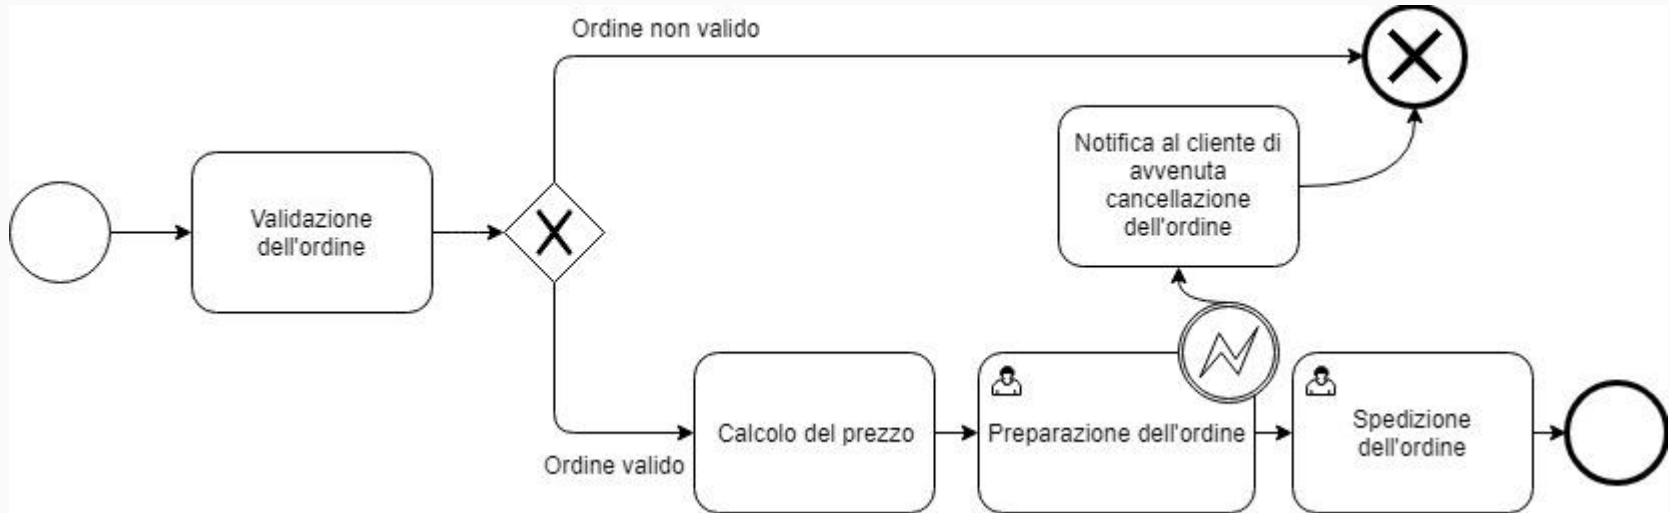 Ordine non valido
Notifica al cliente di
avvenuta
cancellazione
dell'ordine
Validazione
dell'ordine
Calcolo del prezzo
Preparazione dell'ordine
Spedizione
dell'ordine
Ordine valido